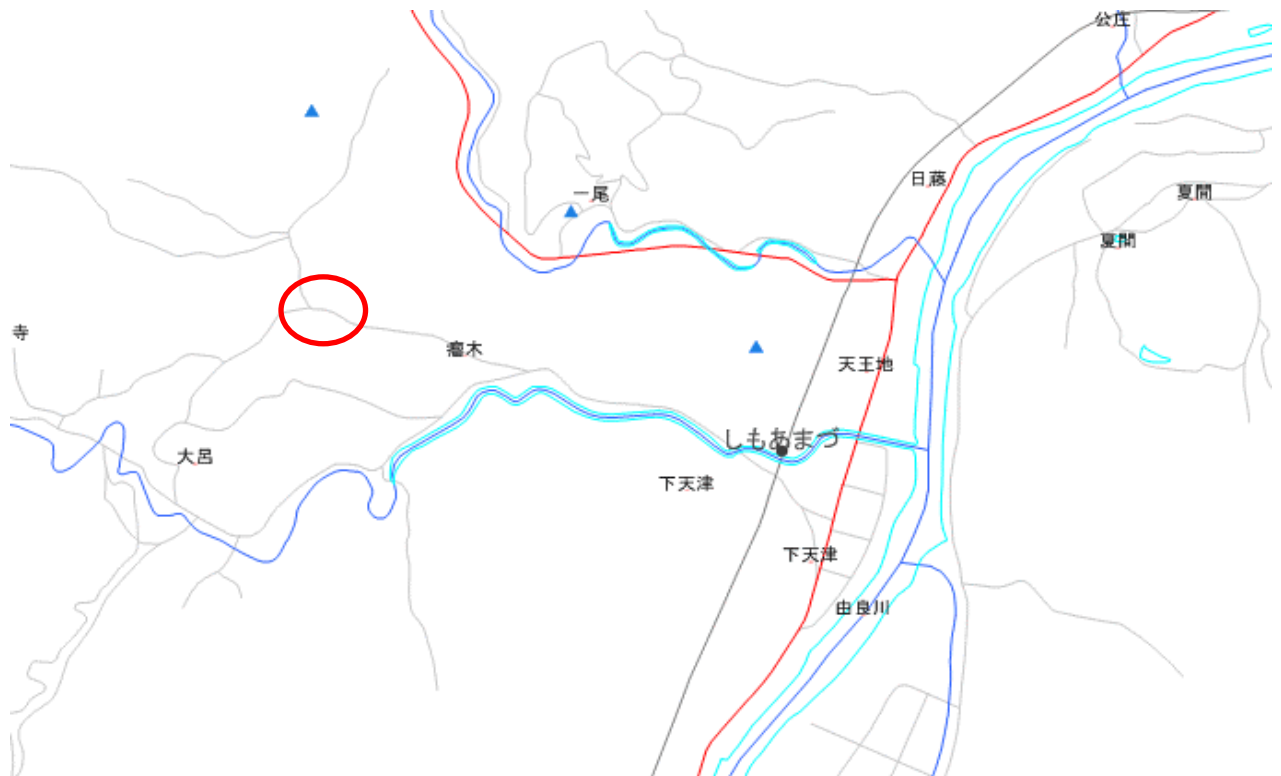 公庄
日藤
一尾
夏間
夏間
寺
瘤木
天王地
しもあまづ
大呂
下天津
下天津
由良川